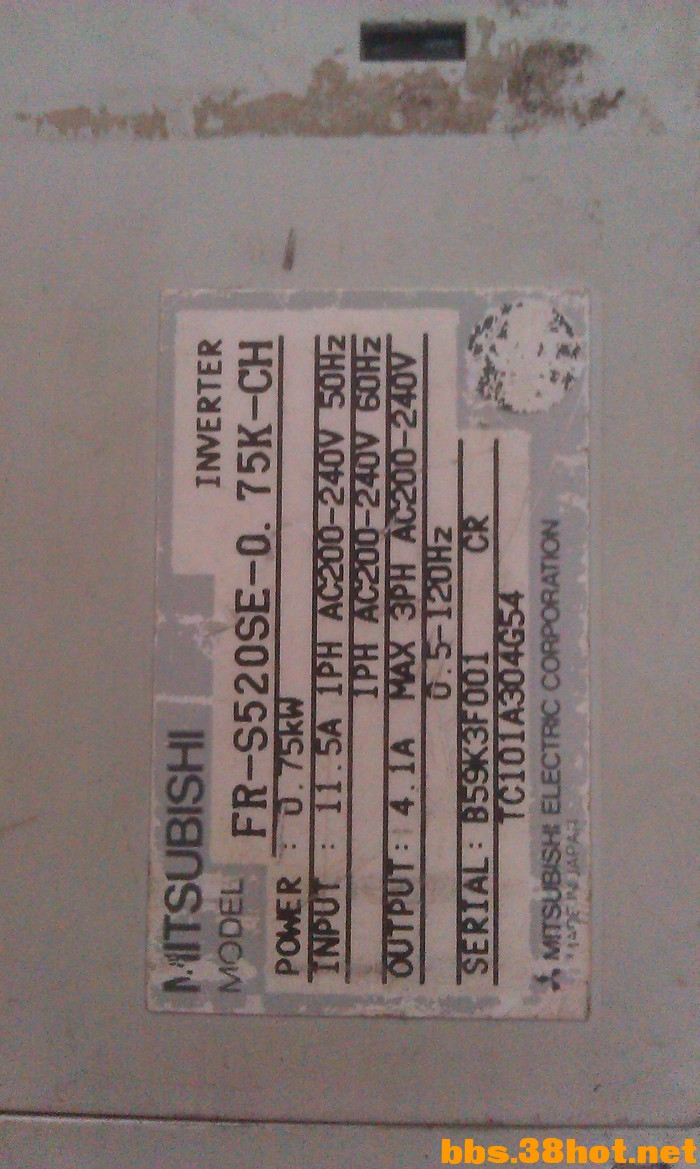 MITSUBISHI
INVERTER
MODEL
FR-S520SE-0.75K-CH
POWER : 0.75kW
INPUT : 11.5A 1PH AC200-240V 50Hz
1PH AC200-240V 60Hz
OUTPUT: 4.1A MAX 3PH AC200-240V
0.5-120Hz
SERIAL: B59K3F001 CR
TC101A304G54
MITSUBISHI ELECTRIC CORPORATION
MADE IN JAPAN
bbs.38hot.net